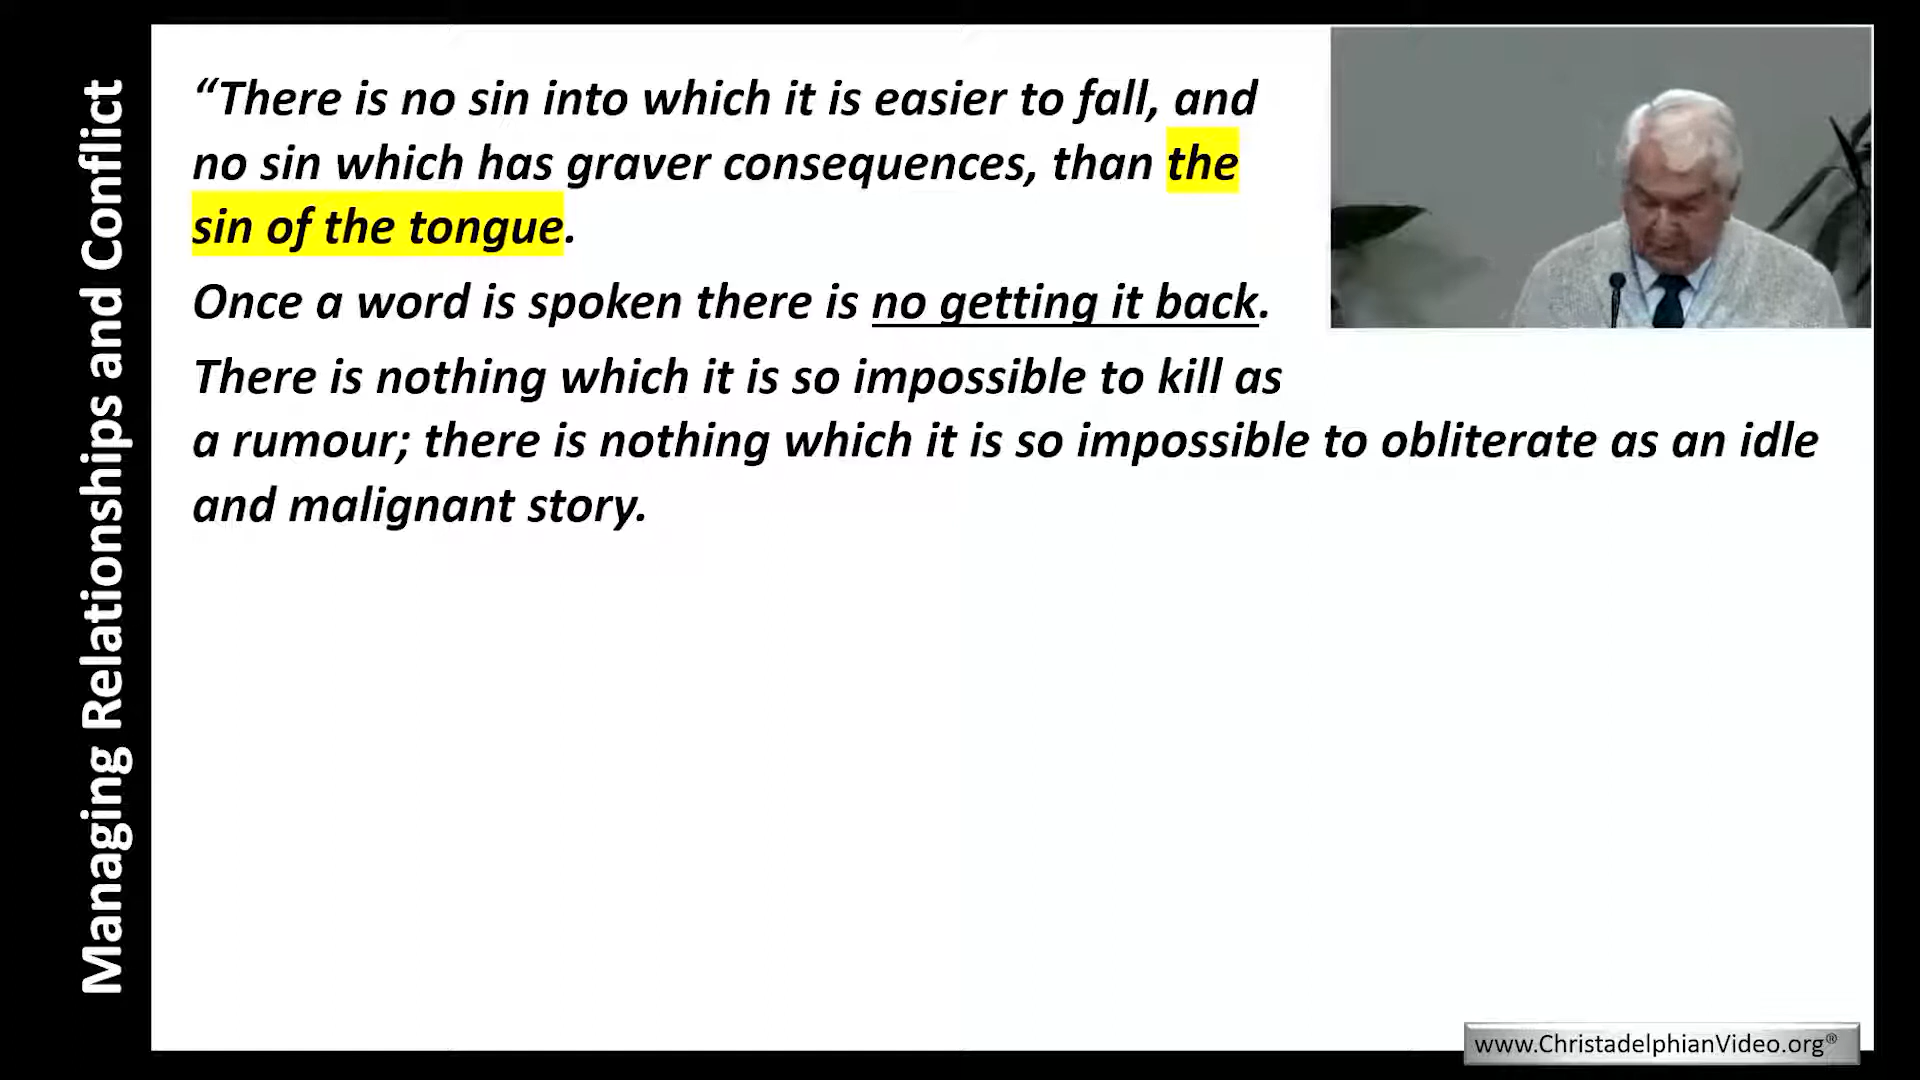 Managing Relationships and Conflict
“There is no sin into which it is easier to fall, and
no sin which has graver consequences, than the
sin of the tongue.
Once a word is spoken there is no getting it back.
There is nothing which it is so impossible to kill as
a rumour; there is nothing which it is so impossible to obliterate as an idle
and malignant story.
www.ChristadelphianVideo.org®